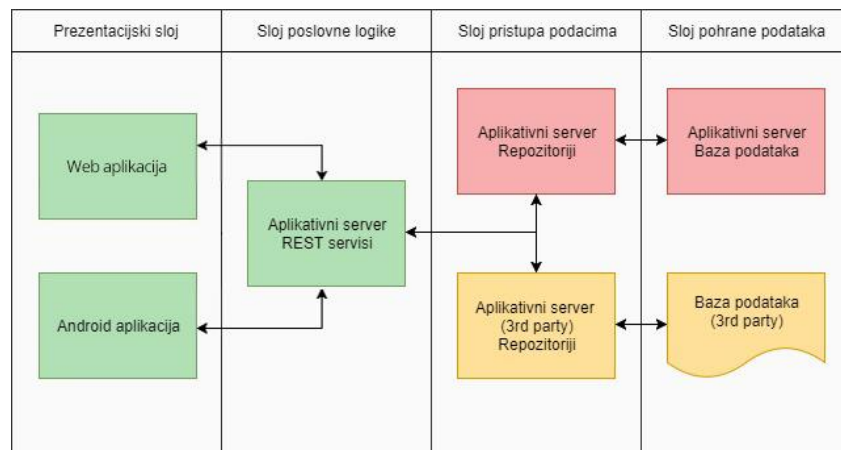 Prezentacijski sloj
Sloj poslovne logike
Sloj pristupa podacima
Sloj pohrane podataka
Web aplikacija
Android aplikacija
Aplikativni server
REST servisi
Aplikativni server
Repozitoriji
Aplikativni server
(3rd party)
Repozitoriji
Aplikativni server
Baza podataka
Baza podataka
(3rd party)